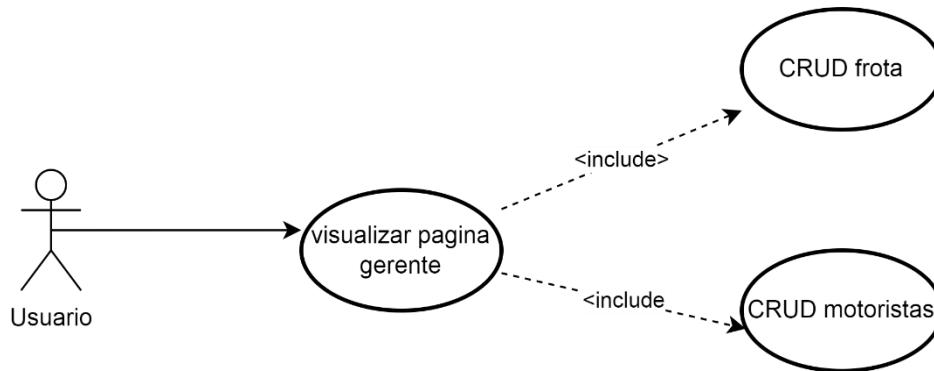 CRUD frota
<include>
visualizar pagina
gerente
Usuario
<include
CRUD motoristas